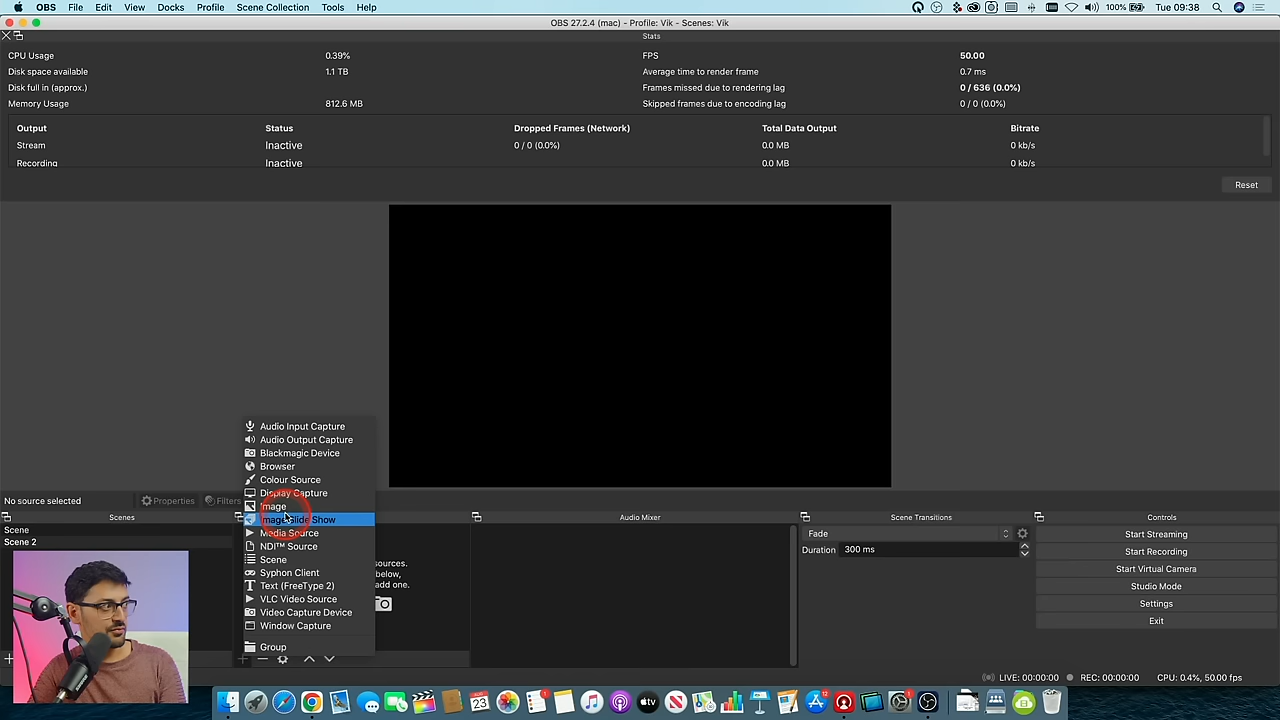 OBS File Edit View Docks Profile Scene Collection Tools Help 100% Tue 09:38
OBS 27.2.4 (mac) - Profile: Vik - Scenes: Vik
Stats
CPU Usage 0.39% FPS 50.00
Disk space available 1.1 TB Average time to render frame 0.7 ms
Disk full in (approx.) Frames missed due to rendering lag 0 / 636 (0.0%)
Memory Usage 812.6 MB Skipped frames due to encoding lag 0 / 0 (0.0%)
Output Status Dropped Frames (Network) Total Data Output Bitrate
Stream Inactive 0 / 0 (0.0%) 0.0 MB 0 kb/s
Recording Inactive 0.0 MB 0 kb/s
Reset
Audio Input Capture
Audio Output Capture
Blackmagic Device
Browser
Colour Source
Display Capture
Image
Image Slide Show
Media Source
NDI™ Source
Scene
Syphon Client
Text (FreeType 2)
VLC Video Source
Video Capture Device
Window Capture
Group
No source selected Properties Filters
Scenes
Scene
Scene 2
ources.
below,
add one.
Audio Mixer
Scene Transitions
Fade
Duration 300 ms
Controls
Start Streaming
Start Recording
Start Virtual Camera
Studio Mode
Settings
Exit
LIVE: 00:00:00 REC: 00:00:00 CPU: 0.4%, 50.00 fps
23
tv